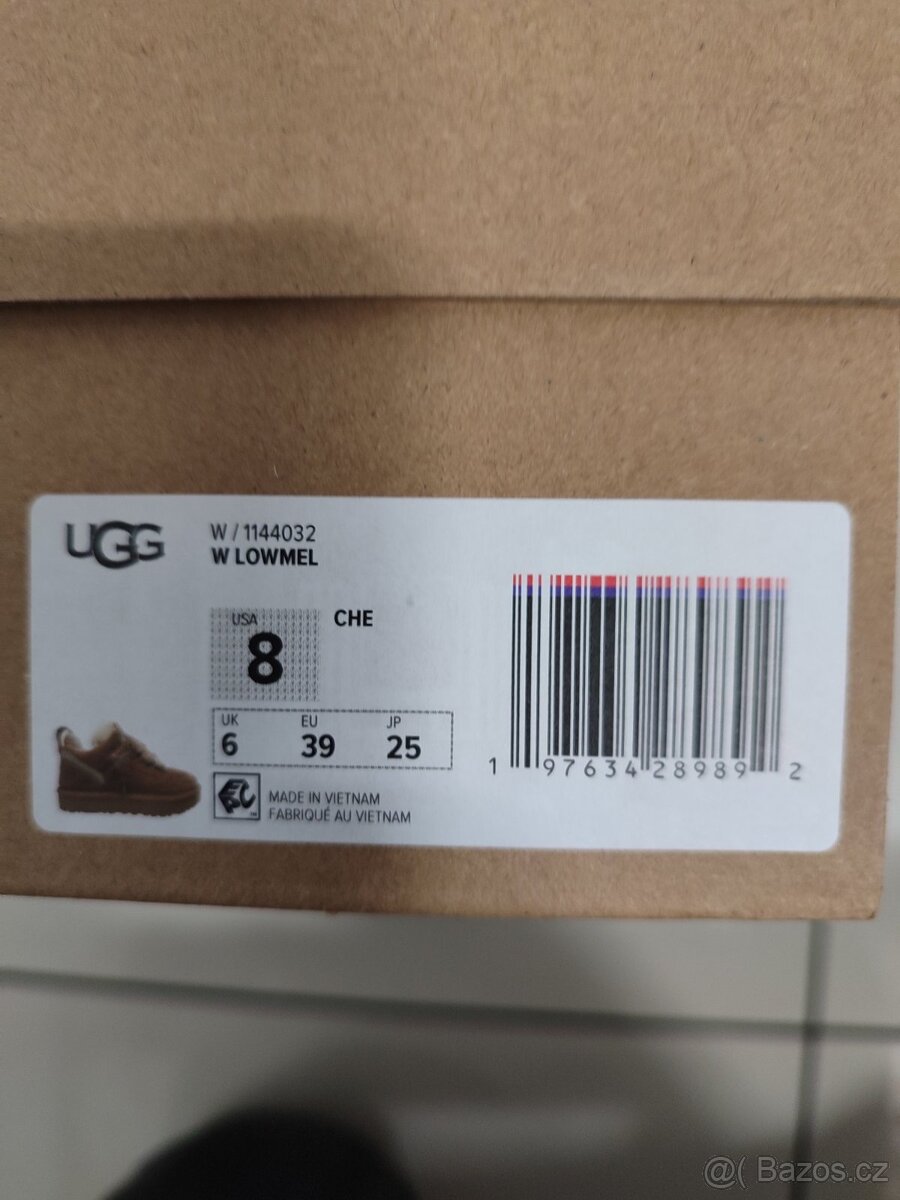 UGG
W / 1144032
W LOWMEL
USA
8
CHE
UK EU JP
6 39 25
MADE IN VIETNAM
FABRIQUÉ AU VIETNAM
1 97634 28989 2
@( Bazos.cz